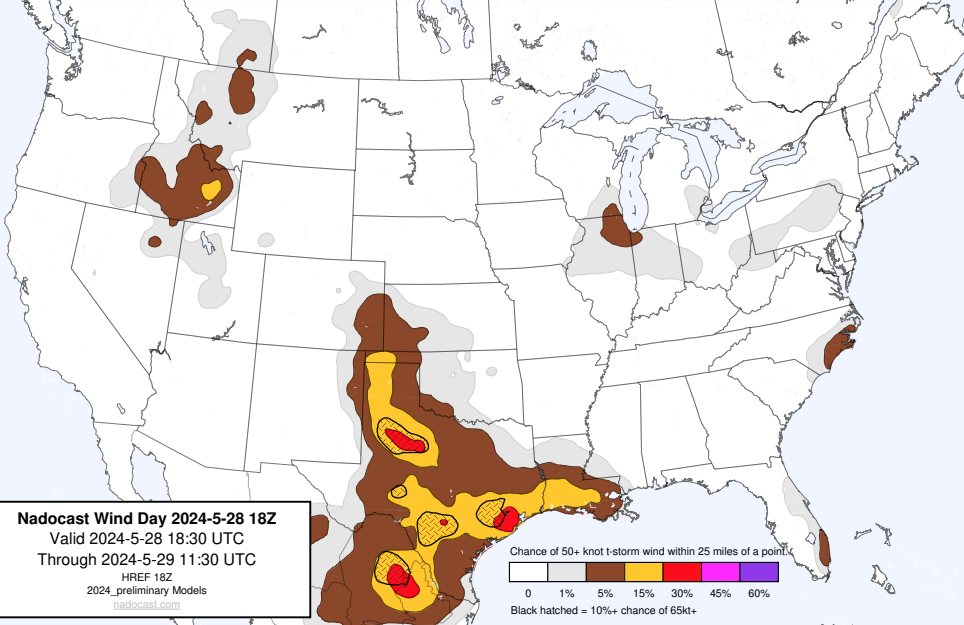 Nadocast Wind Day 2024-5-28 18Z
Valid 2024-5-28 18:30 UTC
Through 2024-5-29 11:30 UTC
HREF 18Z
2024_preliminary Models
nadocast.com
Chance of 50+ knot t-storm wind within 25 miles of a point.
0 1% 5% 15% 30% 45% 60%
Black hatched = 10%+ chance of 65kt+